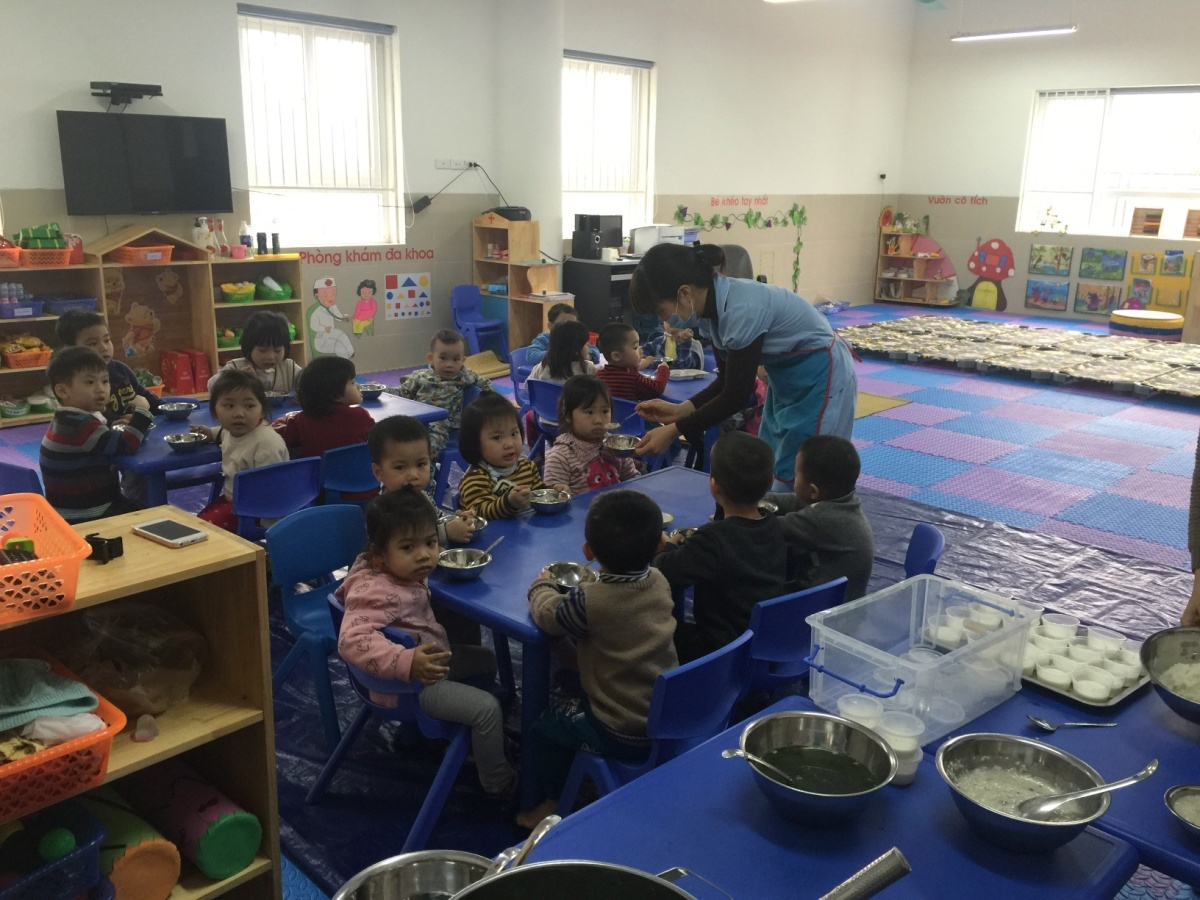 Phòng khám đa khoa
Bé khéo tay nhất
Vườn cổ tích